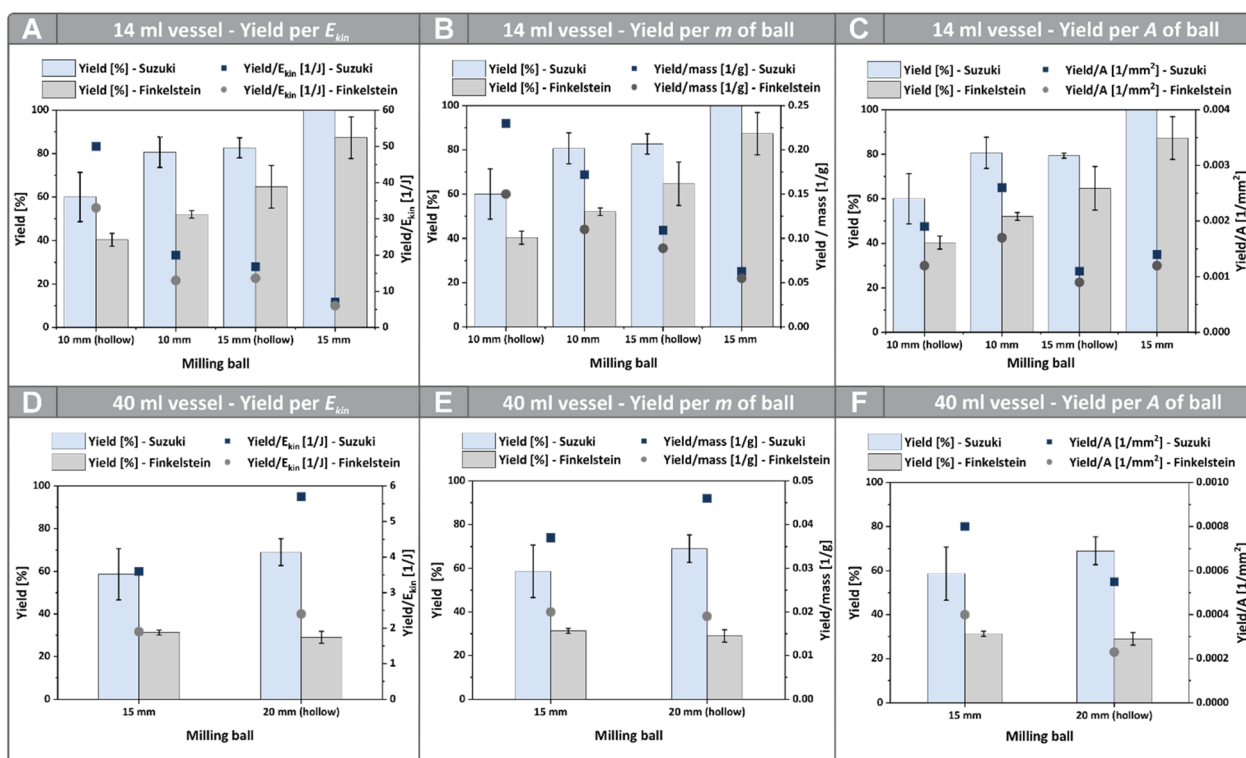 A 14 ml vessel - Yield per Ekin
Yield [%] - Suzuki Yield/Ekin [1/J] - Suzuki
Yield [%] - Finkelstein Yield/Ekin [1/J] - Finkelstein
Yield [%]
100
80
60
40
20
0
60
50
40
30
20
10
0
Yield/Ekin [1/J]
10 mm (hollow) 10 mm 15 mm (hollow) 15 mm
Milling ball
B 14 ml vessel - Yield per m of ball
Yield [%] - Suzuki Yield/mass [1/g] - Suzuki
Yield [%] - Finkelstein Yield/mass [1/g] - Finkelstein
Yield [%]
100
80
60
40
20
0
0.25
0.20
0.15
0.10
0.05
0.00
Yield / mass [1/g]
10 mm (hollow) 10 mm 15 mm (hollow) 15 mm
Milling ball
C 14 ml vessel - Yield per A of ball
Yield [%] - Suzuki Yield/A [1/mm²] - Suzuki
Yield [%] - Finkelstein Yield/A [1/mm²] - Finkelstein
Yield [%]
100
80
60
40
20
0
0.004
0.003
0.002
0.001
0.000
Yield/A [1/mm²]
10 mm (hollow) 10 mm 15 mm (hollow) 15 mm
Milling ball
D 40 ml vessel - Yield per Ekin
Yield [%] - Suzuki Yield/Ekin [1/J] - Suzuki
Yield [%] - Finkelstein Yield/Ekin [1/J] - Finkelstein
Yield [%]
100
80
60
40
20
0
6
5
4
3
2
1
0
Yield/Ekin [1/J]
15 mm 20 mm (hollow)
Milling ball
E 40 ml vessel - Yield per m of ball
Yield [%] - Suzuki Yield/mass [1/g] - Suzuki
Yield [%] - Finkelstein Yield/mass [1/g] - Finkelstein
Yield [%]
100
80
60
40
20
0
0.05
0.04
0.03
0.02
0.01
0.00
Yield/mass [1/g]
15 mm 20 mm (hollow)
Milling ball
F 40 ml vessel - Yield per A of ball
Yield [%] - Suzuki Yield/A [1/mm²] - Suzuki
Yield [%] - Finkelstein Yield/A [1/mm²] - Finkelstein
Yield [%]
100
80
60
40
20
0
0.0010
0.0008
0.0006
0.0004
0.0002
0.0000
Yield/A [1/mm²]
15 mm 20 mm (hollow)
Milling ball